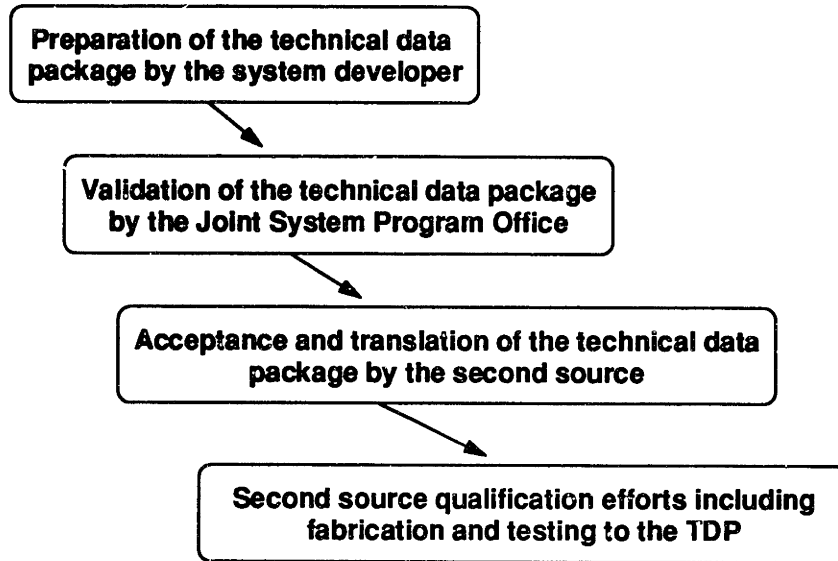 Preparation of the technical data
package by the system developer
Validation of the technical data package
by the Joint System Program Office
Acceptance and translation of the technical data
package by the second source
Second source qualification efforts including
fabrication and testing to the TDP